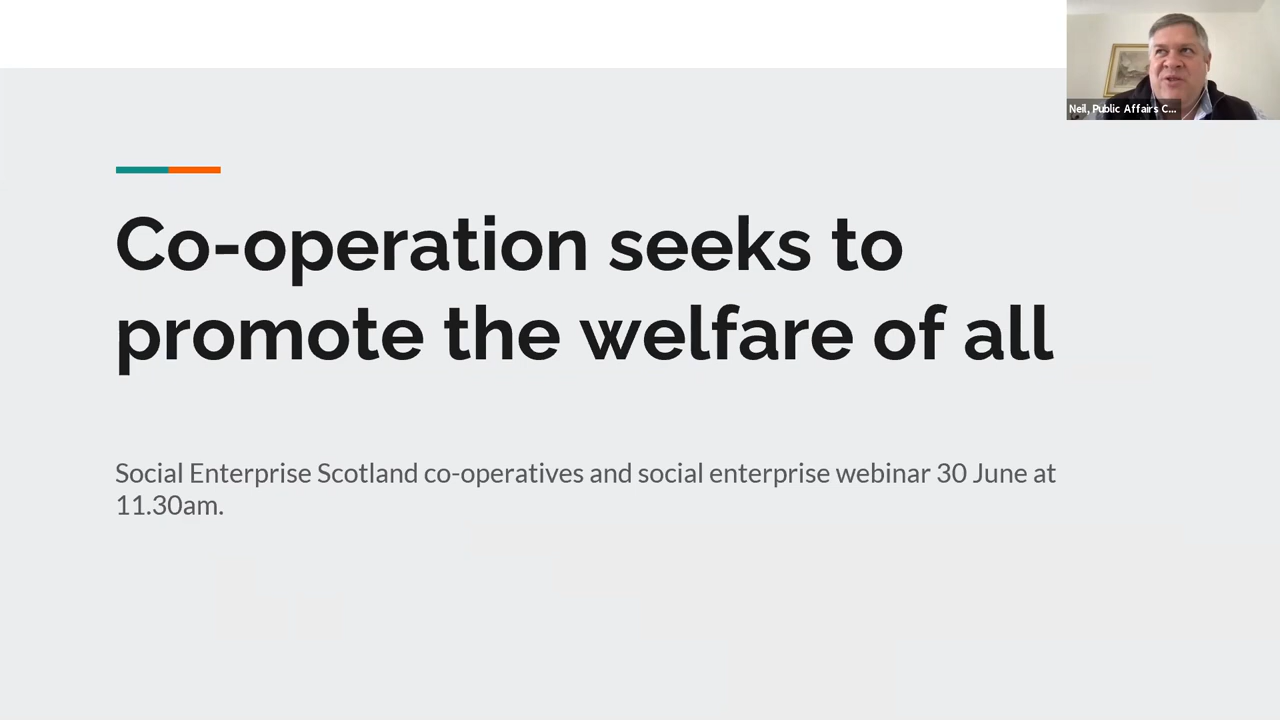 Neil, Public Affairs C...
Co-operation seeks to
promote the welfare of all
Social Enterprise Scotland co-operatives and social enterprise webinar 30 June at
11.30am.